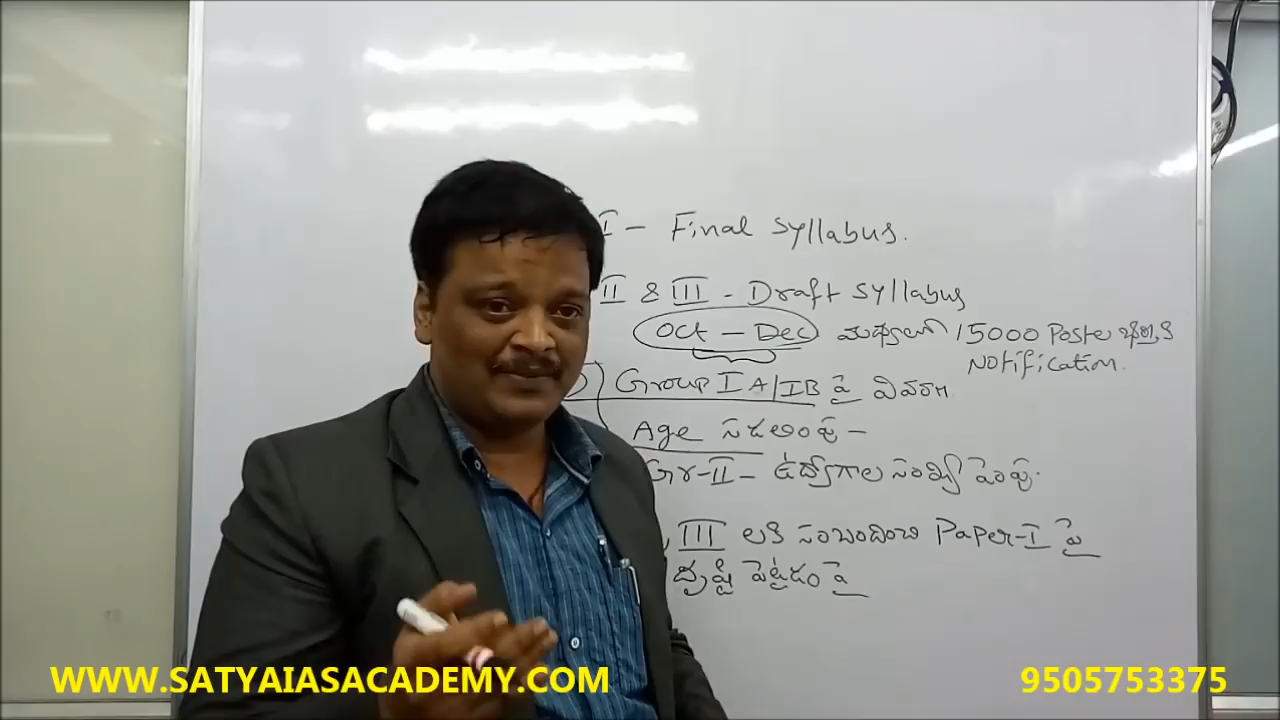 I - Final Syllabus.
II & III - Draft Syllabus
Oct - Dec మధ్యలో 15000 Posts భర్తీకి
Notification.
Group I A/IB పై వివరణ.
Age సడలింపు -
Gr-II - ఉద్యోగాల సంఖ్య పెంపు.
III లకి సంబందించి Paper-I పై
దృష్టి పెట్టడం పై
WWW.SATYAIASACADEMY.COM 9505753375